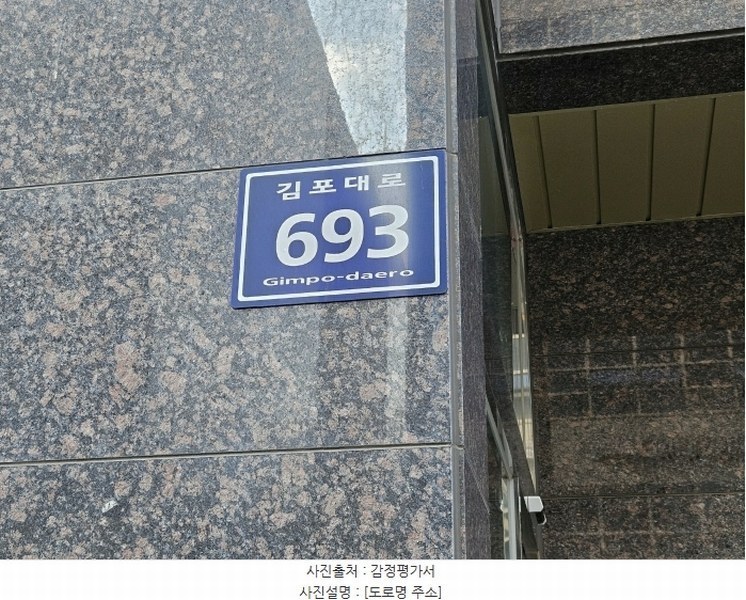 김포대로
693
Gimpo-daero
사진출처 : 감정평가서
사진설명 : [도로명 주소]